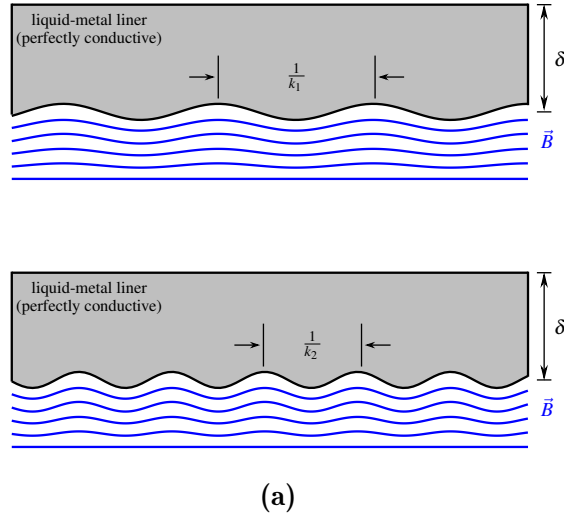 liquid-metal liner
(perfectly conductive)
1/k₁
δ
B⃗
liquid-metal liner
(perfectly conductive)
1/k₂
δ
B⃗
(a)